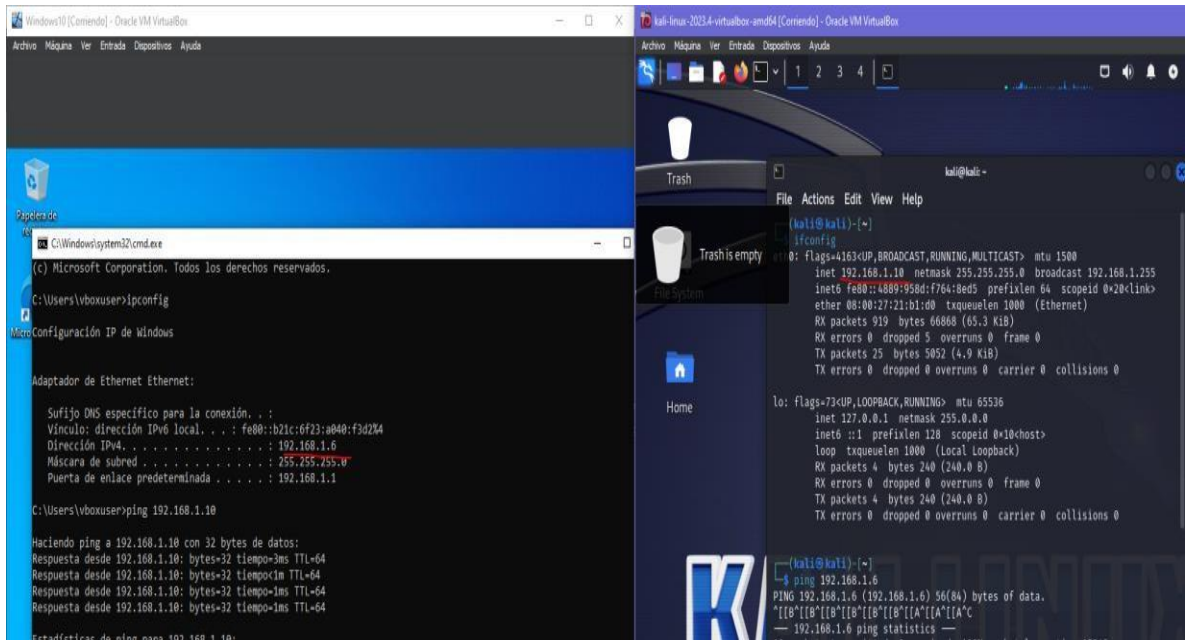 Windows10 [Corriendo] - Oracle VM VirtualBox
Archivo Máquina Ver Entrada Dispositivos Ayuda
Papelera de
C:\Windows\system32\cmd.exe
(c) Microsoft Corporation. Todos los derechos reservados.
C:\Users\vboxuser>ipconfig
Micro
Configuración IP de Windows
Adaptador de Ethernet Ethernet:
Sufijo DNS específico para la conexión. . :
Vínculo: dirección IPv6 local. . . : fe80::b21c:6f23:a040:f3d2%4
Dirección IPv4. . . . . . . . . . . . . . : 192.168.1.6
Máscara de subred . . . . . . . . . . . . : 255.255.255.0
Puerta de enlace predeterminada . . . . . : 192.168.1.1
C:\Users\vboxuser>ping 192.168.1.10
Haciendo ping a 192.168.1.10 con 32 bytes de datos:
Respuesta desde 192.168.1.10: bytes=32 tiempo=3ms TTL=64
Respuesta desde 192.168.1.10: bytes=32 tiempo<1m TTL=64
Respuesta desde 192.168.1.10: bytes=32 tiempo=1ms TTL=64
Respuesta desde 192.168.1.10: bytes=32 tiempo=1ms TTL=64
Estadísticas de ping para 192.168.1.10:
kali-linux-2023.4-virtualbox-amd64 [Corriendo] - Oracle VM VirtualBox
Archivo Máquina Ver Entrada Dispositivos Ayuda
1 2 3 4
Trash
Trash is empty
File System
Home
kali@kali: ~
File Actions Edit View Help
(kali㉿kali)-[~]
ifconfig
eth0: flags=4163<UP,BROADCAST,RUNNING,MULTICAST> mtu 1500
inet 192.168.1.10 netmask 255.255.255.0 broadcast 192.168.1.255
inet6 fe80::4889:958d:f764:8ed5 prefixlen 64 scopeid 0×20<link>
ether 08:00:27:21:b1:d0 txqueuelen 1000 (Ethernet)
RX packets 919 bytes 66868 (65.3 KiB)
RX errors 0 dropped 5 overruns 0 frame 0
TX packets 25 bytes 5052 (4.9 KiB)
TX errors 0 dropped 0 overruns 0 carrier 0 collisions 0
lo: flags=73<UP,LOOPBACK,RUNNING> mtu 65536
inet 127.0.0.1 netmask 255.0.0.0
inet6 ::1 prefixlen 128 scopeid 0×10<host>
loop txqueuelen 1000 (Local Loopback)
RX packets 4 bytes 240 (240.0 B)
RX errors 0 dropped 0 overruns 0 frame 0
TX packets 4 bytes 240 (240.0 B)
TX errors 0 dropped 0 overruns 0 carrier 0 collisions 0
(kali㉿kali)-[~]
$ ping 192.168.1.6
PING 192.168.1.6 (192.168.1.6) 56(84) bytes of data.
^[[B^[[B^[[B^[[B^[[B^[[B^[[A^[[A^[[A^C
— 192.168.1.6 ping statistics —